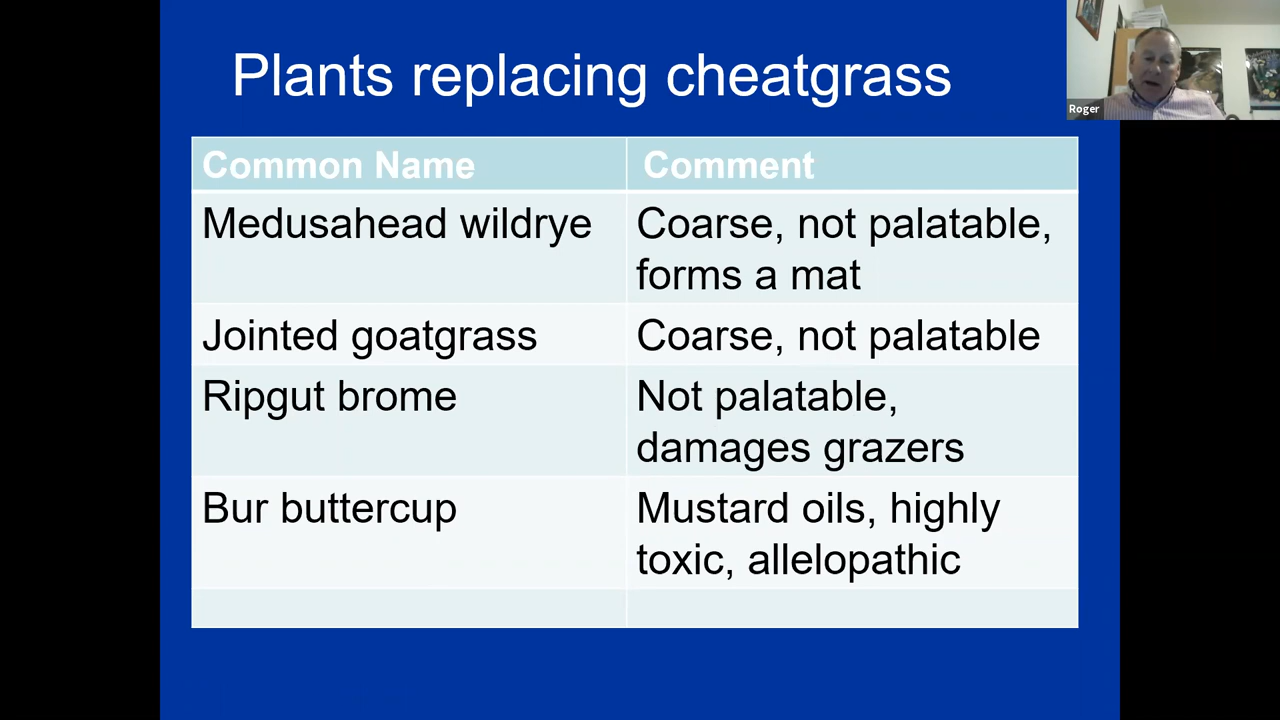 Plants replacing cheatgrass
Roger
Common Name
Comment
Medusahead wildrye
Coarse, not palatable,
forms a mat
Jointed goatgrass
Coarse, not palatable
Ripgut brome
Not palatable,
damages grazers
Bur buttercup
Mustard oils, highly
toxic, allelopathic